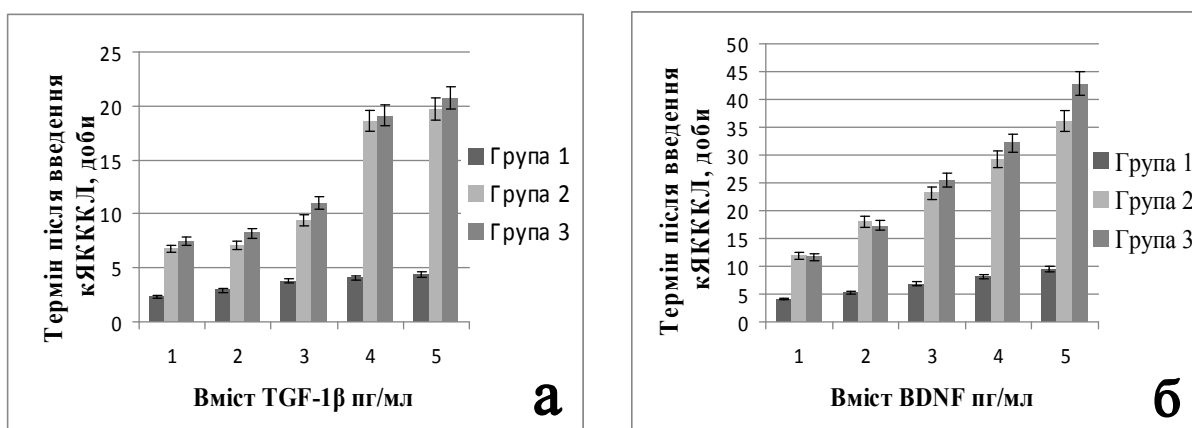 Термін після введення
кЯКККЛ, доби
25
20
15
10
5
0
1 2 3 4 5
Вміст TGF-1β пг/мл
Група 1
Група 2
Група 3
а
Термін після введення
кЯКККЛ, доби
50
45
40
35
30
25
20
15
10
5
0
1 2 3 4 5
Вміст BDNF пг/мл
Група 1
Група 2
Група 3
б